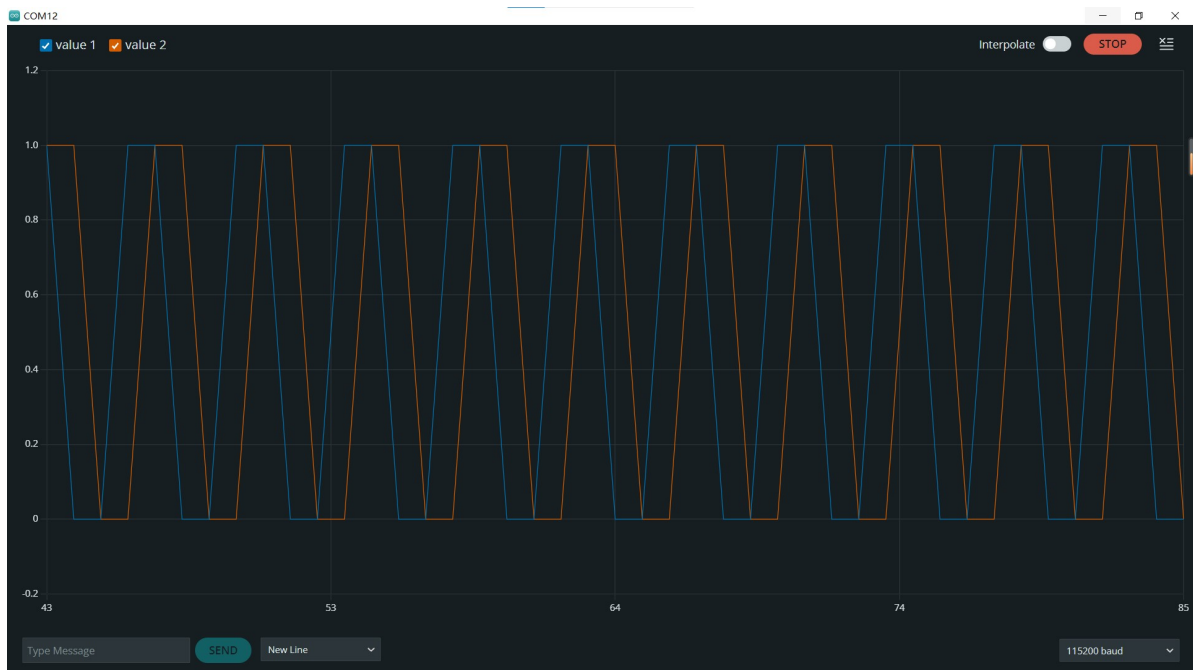 COM12
value 1 value 2 Interpolate STOP
1.2
1.0
0.8
0.6
0.4
0.2
0
-0.2
43 53 64 74 85
Type Message SEND New Line 115200 baud